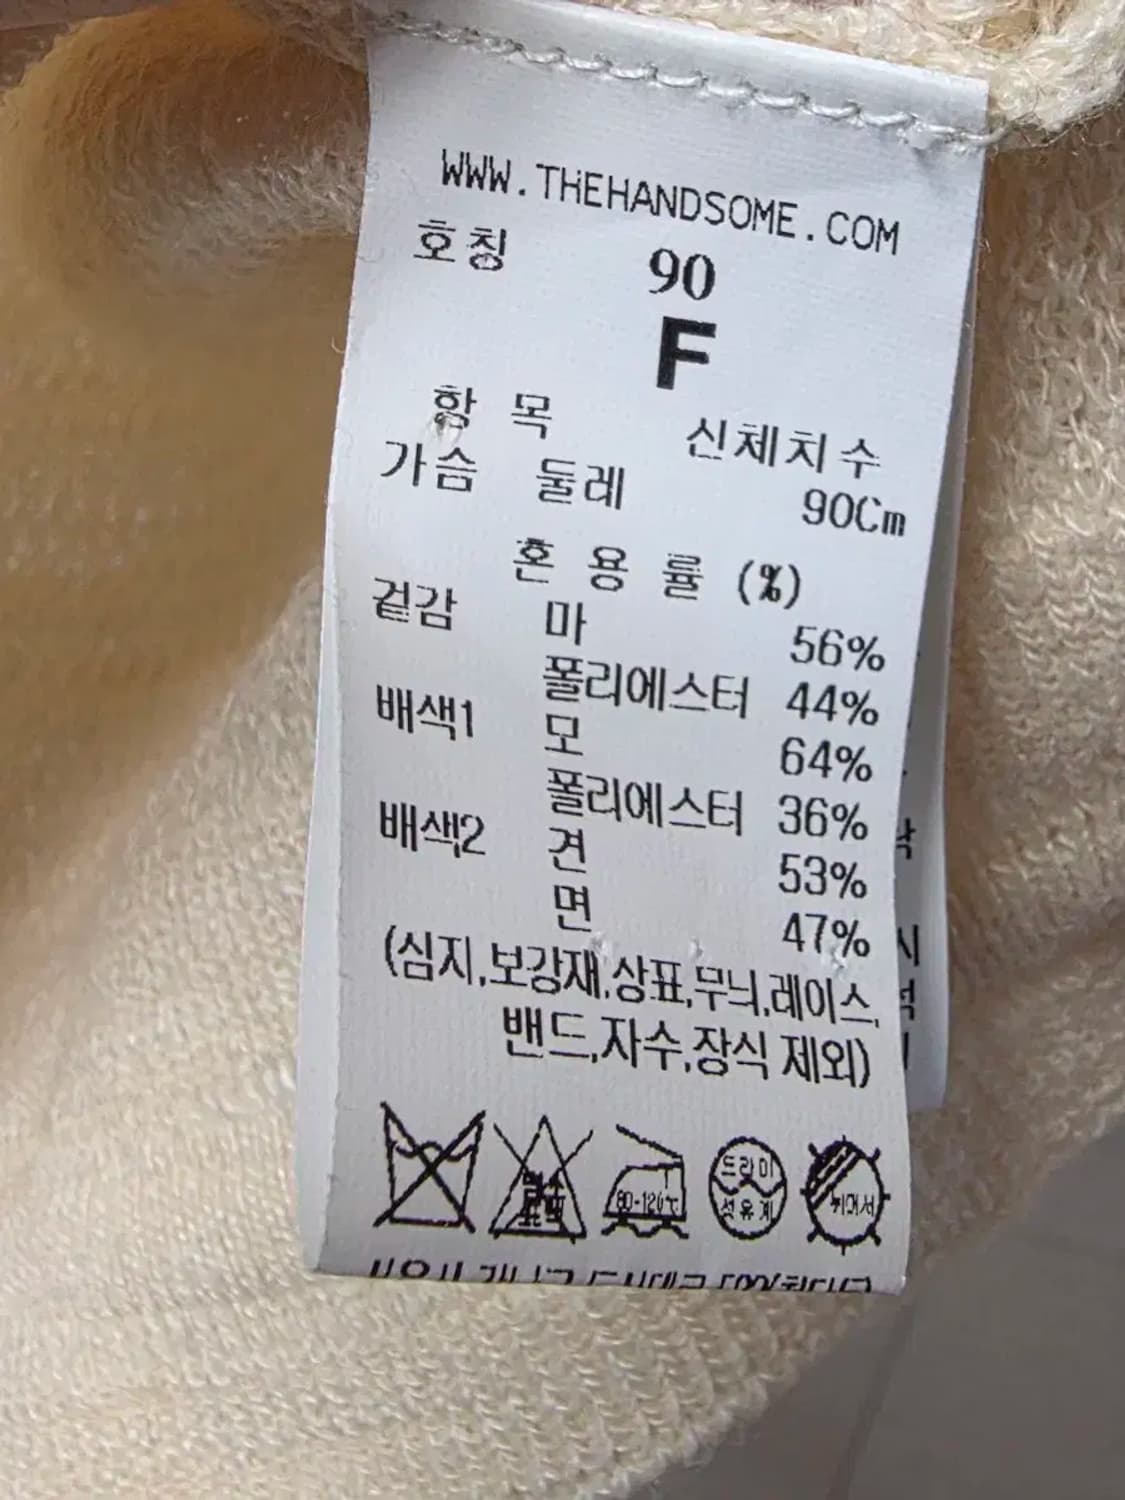 WWW.THEHANDSOME.COM
호칭 90
F
항 목 신체치수
가슴 둘레 90Cm
혼 용 률 (%)
겉감 마 56%
폴리에스터 44%
배색1 모 64%
폴리에스터 36%
배색2 견 53%
면 47%
(심지,보강재,상표,무늬,레이스,
밴드,자수,장식 제외)
80-120℃
드라이
석유계
뉘어서